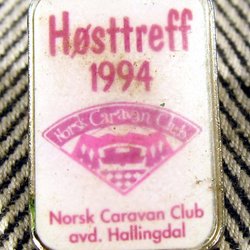 Høsttreff
1994
Norsk Caravan Club
Norsk Caravan Club
avd. Hallingdal